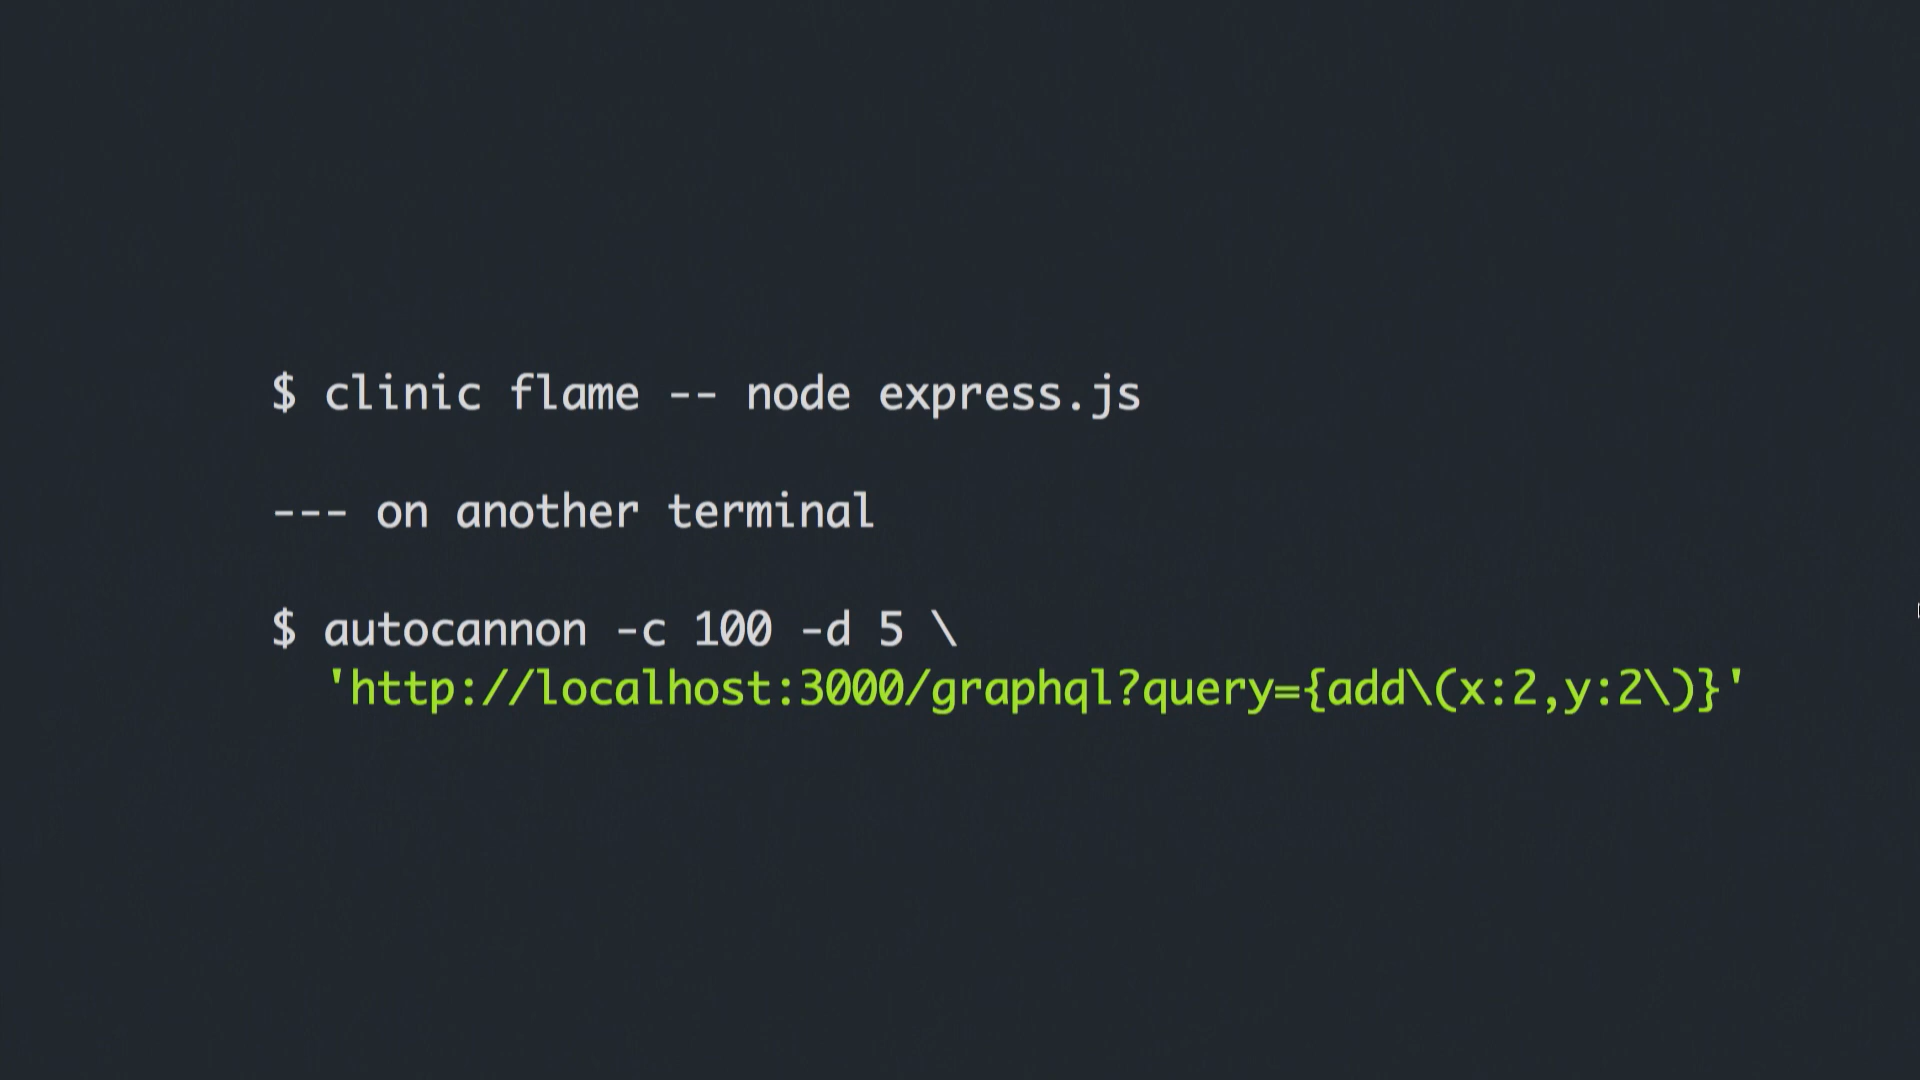 $ clinic flame -- node express.js
--- on another terminal
$ autocannon -c 100 -d 5 \
'http://localhost:3000/graphql?query={add\(x:2,y:2\)}'